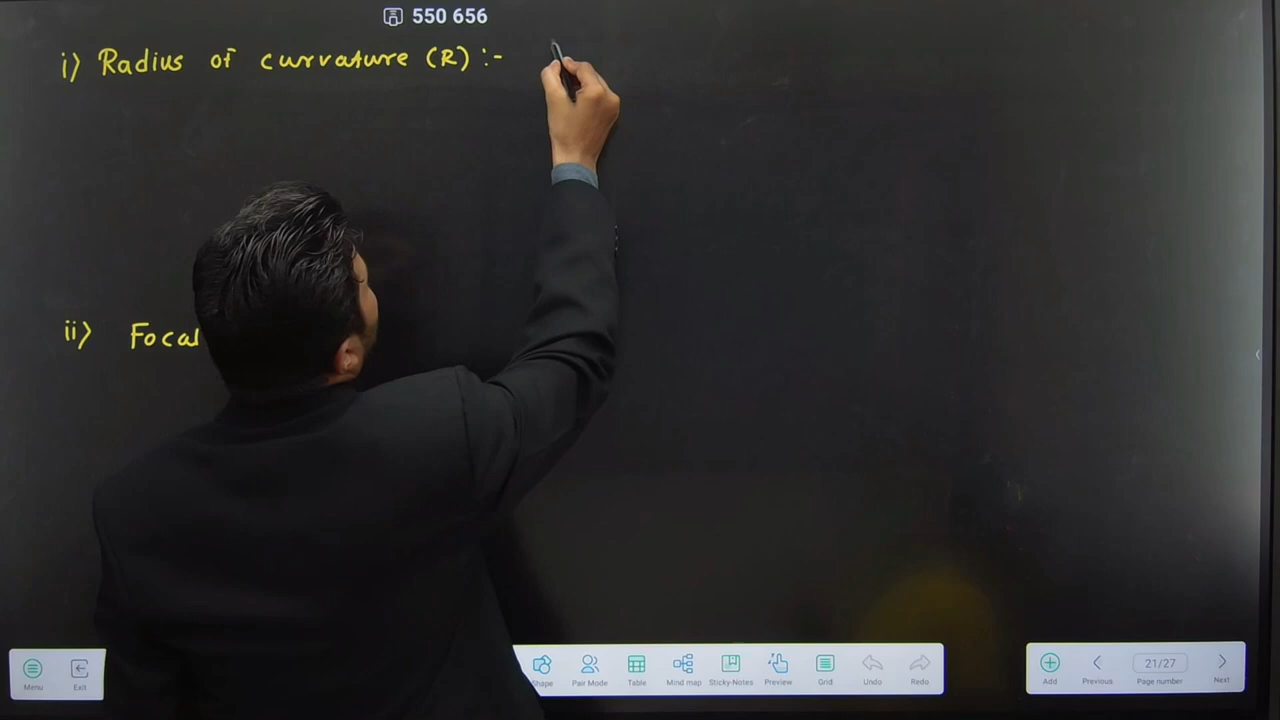 550 656
i) Radius of curvature (R) :-
ii) Focal
Menu
Exit
Shape
Pair Mode
Table
Mind map
Sticky-Notes
Preview
Grid
Undo
Redo
Add
Previous
21/27
Page number
Next